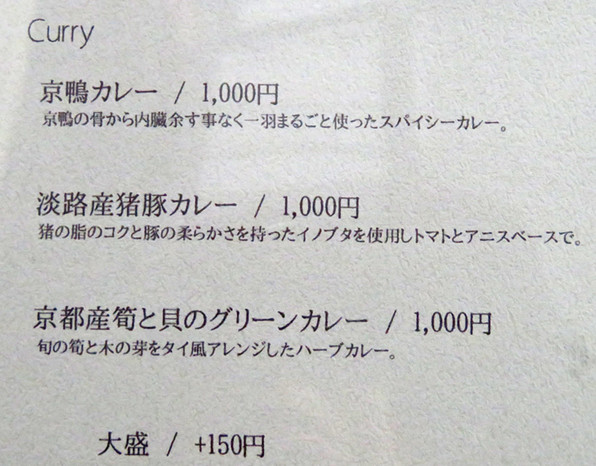 Curry
京鴨カレー / 1,000円
京鴨の骨から内臓余す事なく一羽まるごと使ったスパイシーカレー。
淡路産猪豚カレー / 1,000円
猪の脂のコクと豚の柔らかさを持ったイノブタを使用しトマトとアニスベースで。
京都産筍と貝のグリーンカレー / 1,000円
旬の筍と木の芽をタイ風アレンジしたハーブカレー。
大盛 / +150円